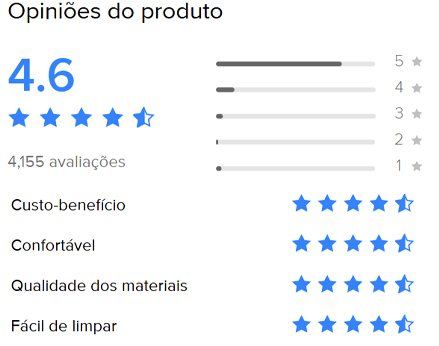 Opiniões do produto
4.6
4,155 avaliações
5
4
3
2
1
Custo-benefício
Confortável
Qualidade dos materiais
Fácil de limpar